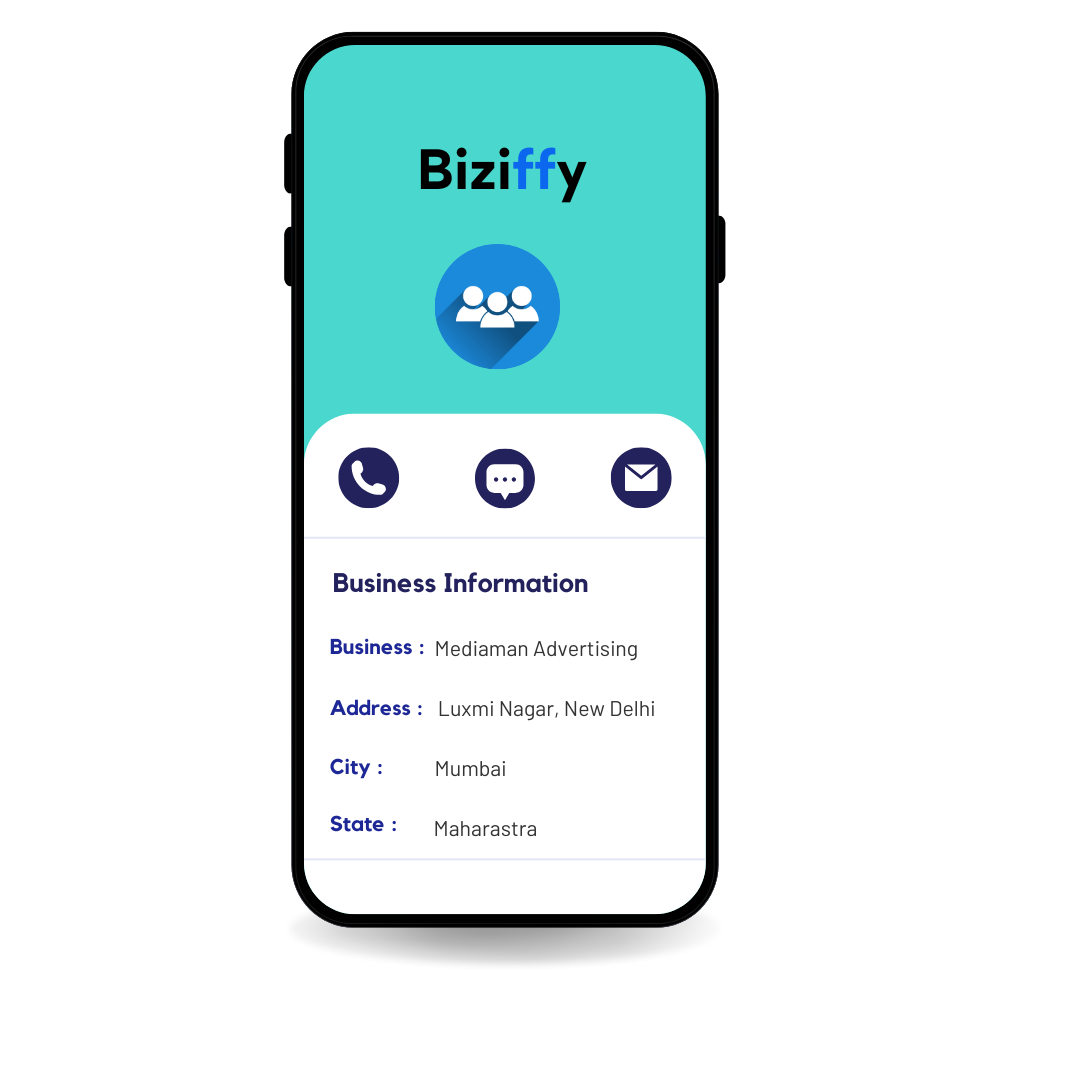 Biziffy
Business Information
Business : Mediaman Advertising
Address : Luxmi Nagar, New Delhi
City : Mumbai
State : Maharastra